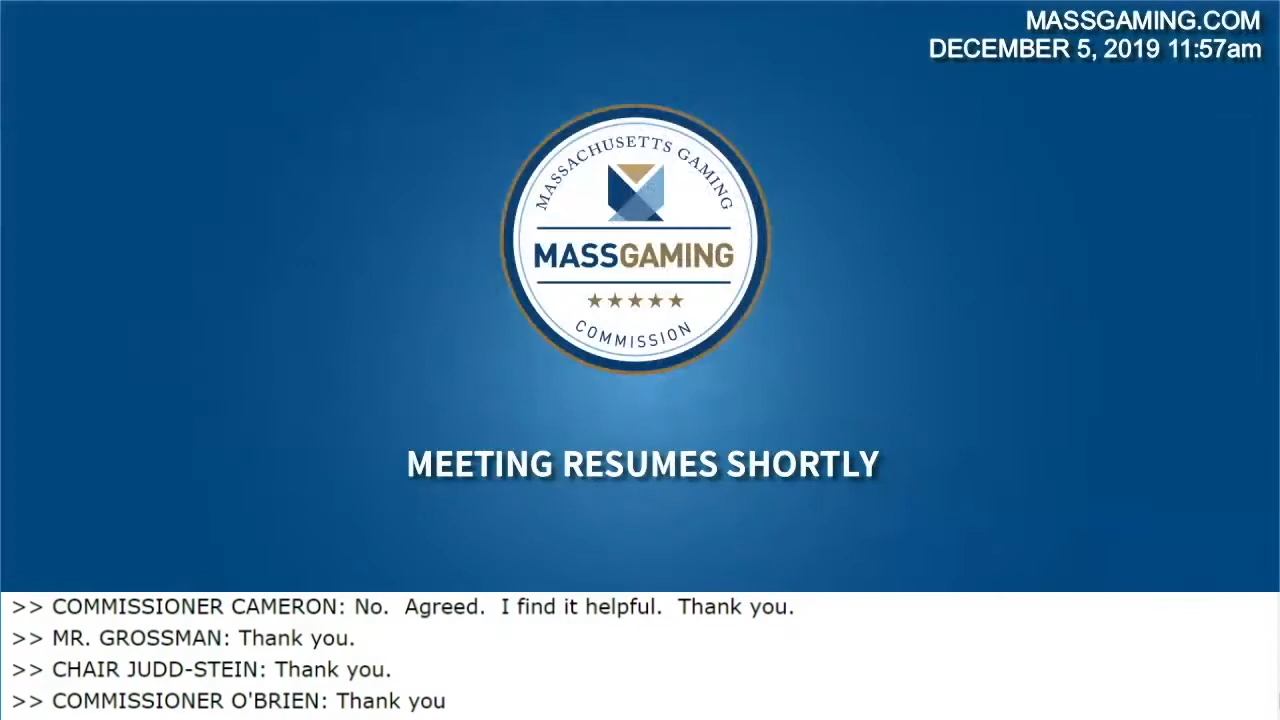 MASSGAMING.COM
DECEMBER 5, 2019 11:57am
MASSACHUSETTS GAMING
MASSGAMING
COMMISSION
MEETING RESUMES SHORTLY
>> COMMISSIONER CAMERON: No.  Agreed.  I find it helpful.  Thank you.
>> MR. GROSSMAN: Thank you.
>> CHAIR JUDD-STEIN: Thank you.
>> COMMISSIONER O'BRIEN: Thank you